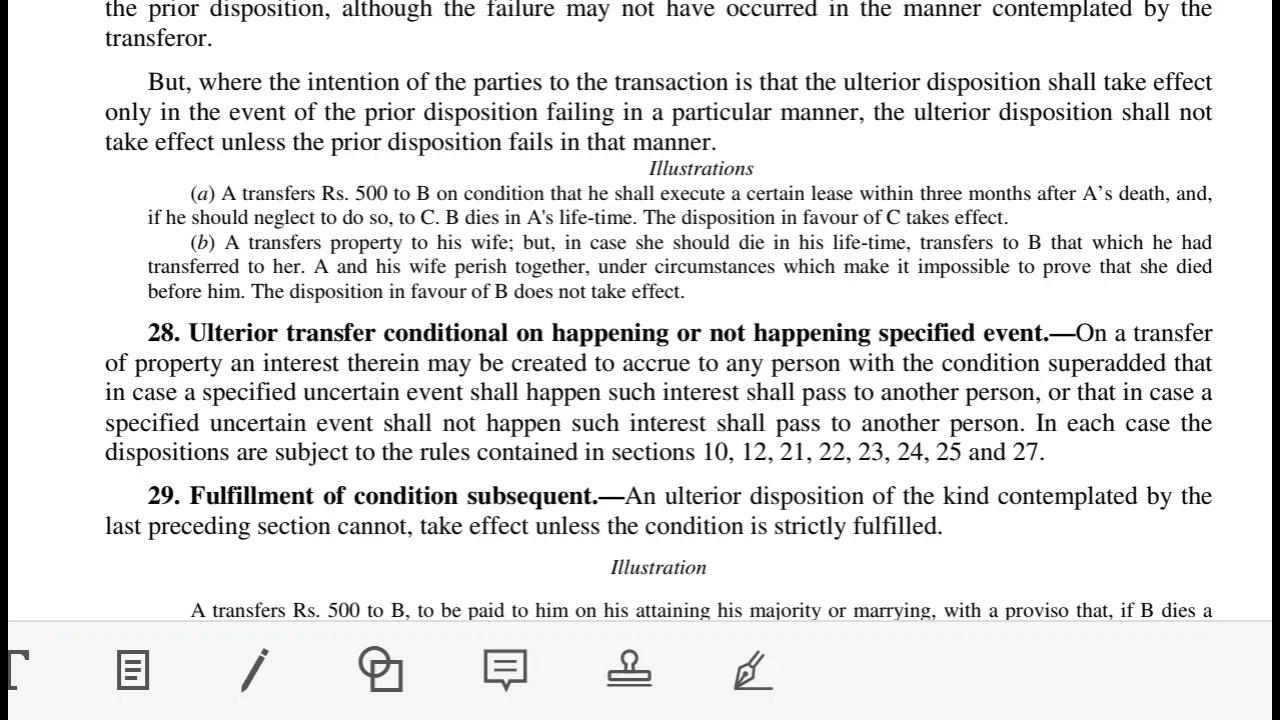 the prior disposition, although the failure may not have occurred in the manner contemplated by the
transferor.
But, where the intention of the parties to the transaction is that the ulterior disposition shall take effect
only in the event of the prior disposition failing in a particular manner, the ulterior disposition shall not
take effect unless the prior disposition fails in that manner.
Illustrations
(a) A transfers Rs. 500 to B on condition that he shall execute a certain lease within three months after A’s death, and,
if he should neglect to do so, to C. B dies in A's life-time. The disposition in favour of C takes effect.
(b) A transfers property to his wife; but, in case she should die in his life-time, transfers to B that which he had
transferred to her. A and his wife perish together, under circumstances which make it impossible to prove that she died
before him. The disposition in favour of B does not take effect.
28. Ulterior transfer conditional on happening or not happening specified event.—On a transfer
of property an interest therein may be created to accrue to any person with the condition superadded that
in case a specified uncertain event shall happen such interest shall pass to another person, or that in case a
specified uncertain event shall not happen such interest shall pass to another person. In each case the
dispositions are subject to the rules contained in sections 10, 12, 21, 22, 23, 24, 25 and 27.
29. Fulfillment of condition subsequent.—An ulterior disposition of the kind contemplated by the
last preceding section cannot, take effect unless the condition is strictly fulfilled.
Illustration
A transfers Rs. 500 to B, to be paid to him on his attaining his majority or marrying, with a proviso that, if B dies a